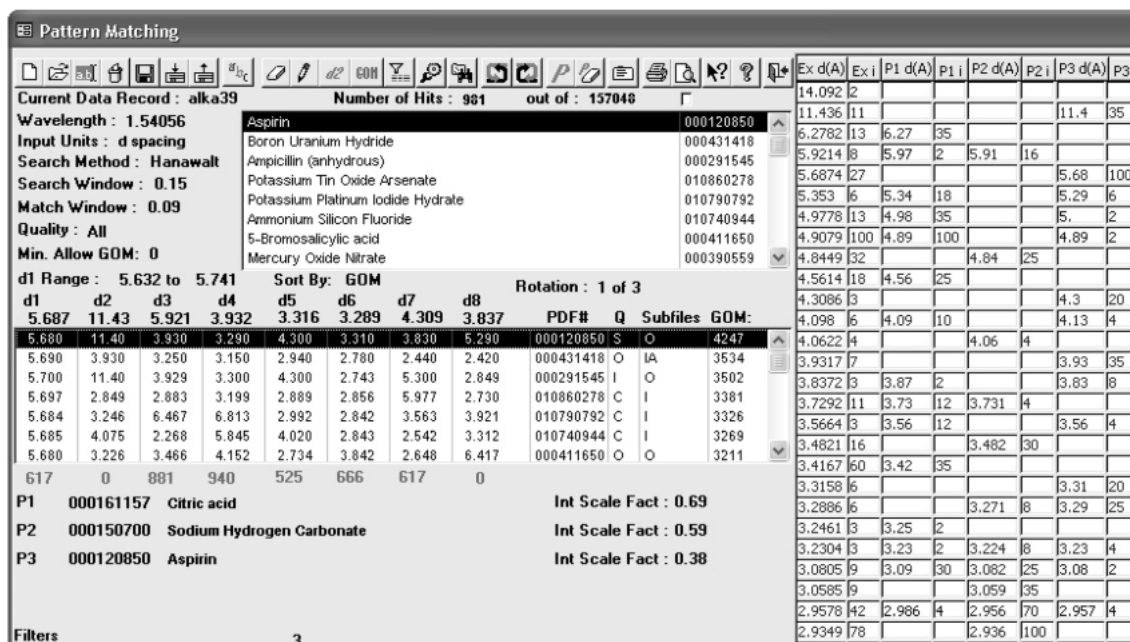 Pattern Matching
Current Data Record : alka39 Number of Hits : 981 out of : 157048
Wavelength : 1.54056
Input Units : d spacing
Search Method : Hanawalt
Search Window : 0.15
Match Window : 0.09
Quality : All
Min. Allow GOM: 0
Aspirin 000120850
Boron Uranium Hydride 000431418
Ampicillin (anhydrous) 000291545
Potassium Tin Oxide Arsenate 010860278
Potassium Platinum Iodide Hydrate 010790792
Ammonium Silicon Fluoride 010740944
5-Bromosalicylic acid 000411650
Mercury Oxide Nitrate 000390559
d1 Range : 5.632 to 5.741 Sort By: GOM Rotation : 1 of 3
d1 d2 d3 d4 d5 d6 d7 d8
5.687 11.43 5.921 3.932 3.316 3.289 4.309 3.837 PDF# Q Subfiles GOM:
5.680 11.40 3.930 3.290 4.300 3.310 3.830 5.290 000120850 S O 4247
5.690 3.930 3.250 3.150 2.940 2.780 2.440 2.420 000431418 O IA 3534
5.700 11.40 3.929 3.300 4.300 2.743 5.300 2.849 000291545 I O 3502
5.697 2.849 2.883 3.199 2.889 2.856 5.977 2.730 010860278 C I 3381
5.684 3.246 6.467 6.813 2.992 2.842 3.563 3.921 010790792 C I 3326
5.685 4.075 2.268 5.845 4.020 2.843 2.542 3.312 010740944 C I 3269
5.680 3.226 3.466 4.152 2.734 3.842 2.648 6.417 000411650 O O 3211
617 0 881 940 525 666 617 0
P1 000161157 Citric acid Int Scale Fact : 0.69
P2 000150700 Sodium Hydrogen Carbonate Int Scale Fact : 0.59
P3 000120850 Aspirin Int Scale Fact : 0.38
Filters 3
Ex d(A) Ex i P1 d(A) P1 i P2 d(A) P2 i P3 d(A) P3
14.092 2
11.436 11 11.4 35
6.2782 13 6.27 35
5.9214 8 5.97 2 5.91 16
5.6874 27 5.68 100
5.353 6 5.34 18 5.29 6
4.9778 13 4.98 35 5. 2
4.9079 100 4.89 100 4.89 2
4.8449 32 4.84 25
4.5614 18 4.56 25
4.3086 3 4.3 20
4.098 6 4.09 10 4.13 4
4.0622 4 4.06 4
3.9317 7 3.93 35
3.8372 3 3.87 2 3.83 8
3.7292 11 3.73 12 3.731 4
3.5664 3 3.56 12 3.56 4
3.4821 16 3.482 30
3.4167 60 3.42 35
3.3158 6 3.31 20
3.2886 6 3.271 8 3.29 25
3.2461 3 3.25 2
3.2304 3 3.23 2 3.224 8 3.23 4
3.0805 9 3.09 30 3.082 25 3.08 2
3.0585 9 3.059 35
2.9578 42 2.986 4 2.956 70 2.957 4
2.9349 78 2.936 100